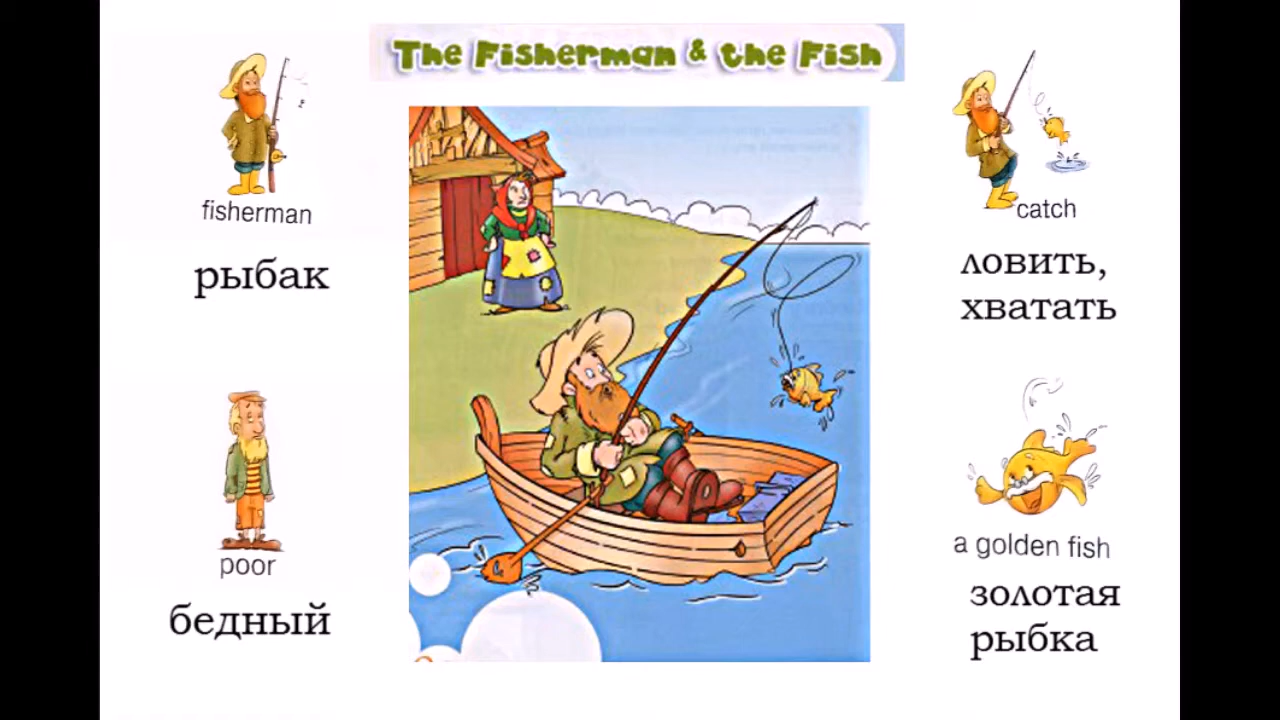 The Fisherman & the Fish
fisherman
рыбак
catch
ловить,
хватать
poor
бедный
a golden fish
золотая
рыбка